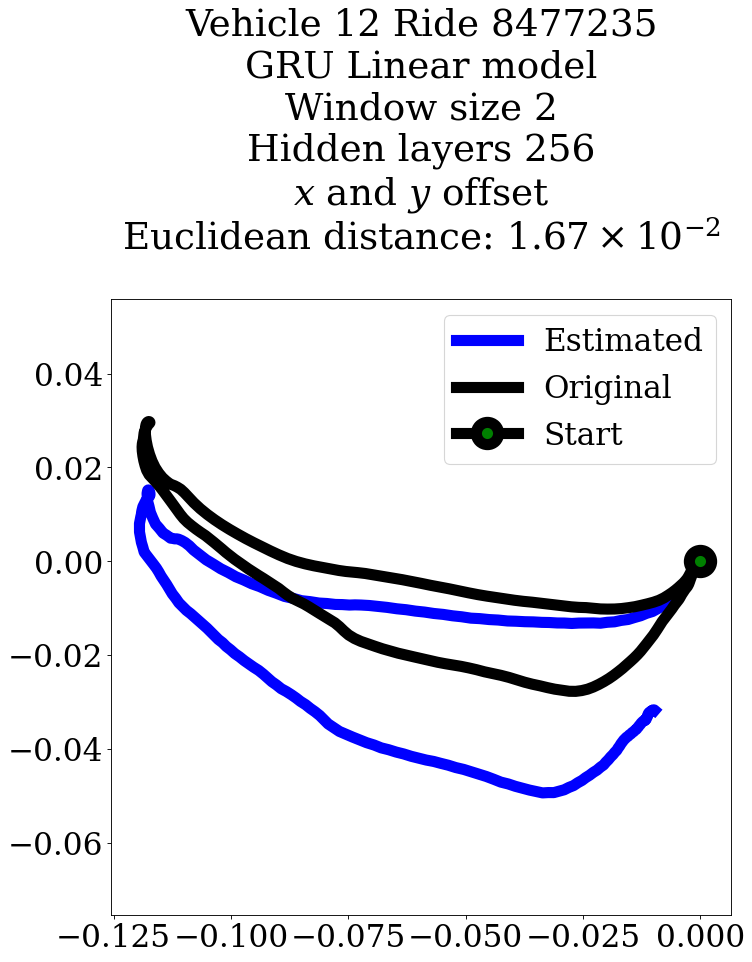 Vehicle 12 Ride 8477235
GRU Linear model
Window size 2
Hidden layers 256
x and y offset
Euclidean distance: 1.67 × 10⁻²
Estimated
Original
Start
0.04
0.02
0.00
−0.02
−0.04
−0.06
−0.125 −0.100 −0.075 −0.050 −0.025 0.000